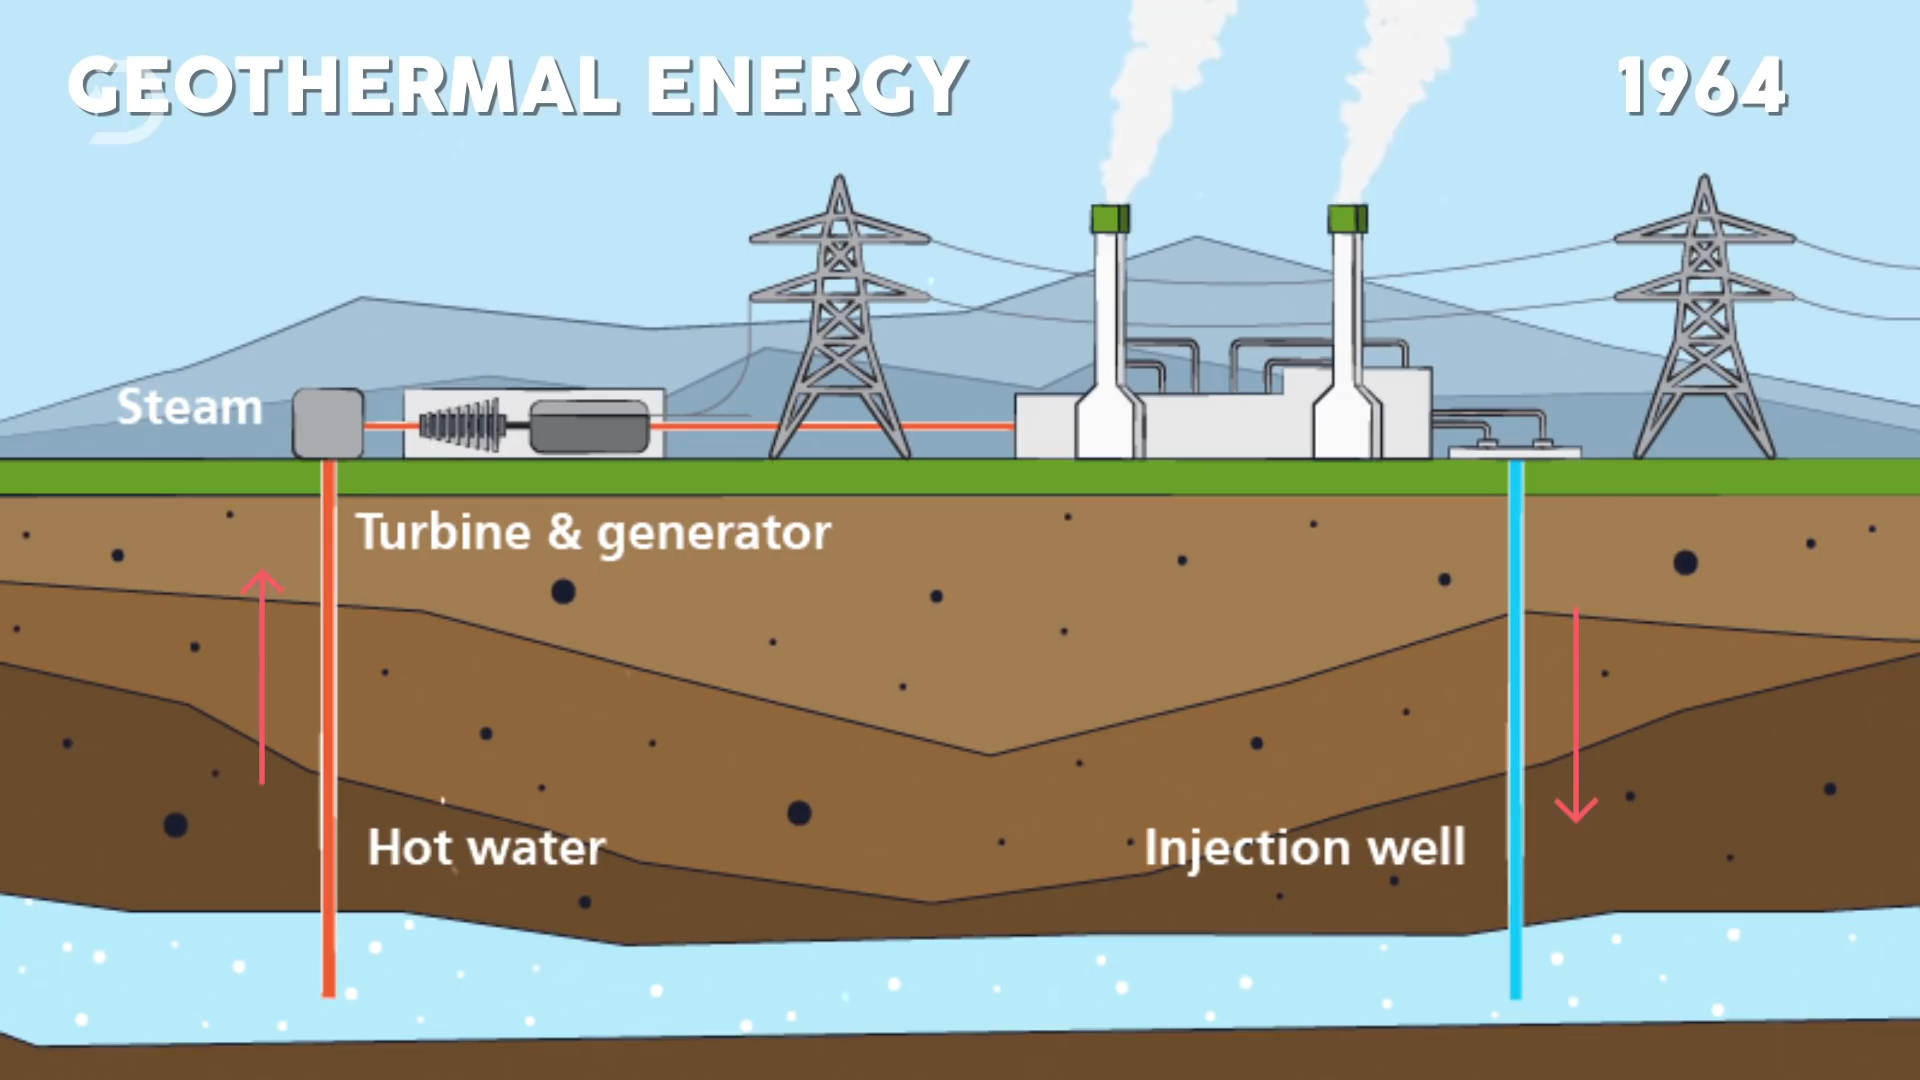 GEOTHERMAL ENERGY
1964
Steam
Turbine & generator
Hot water
Injection well